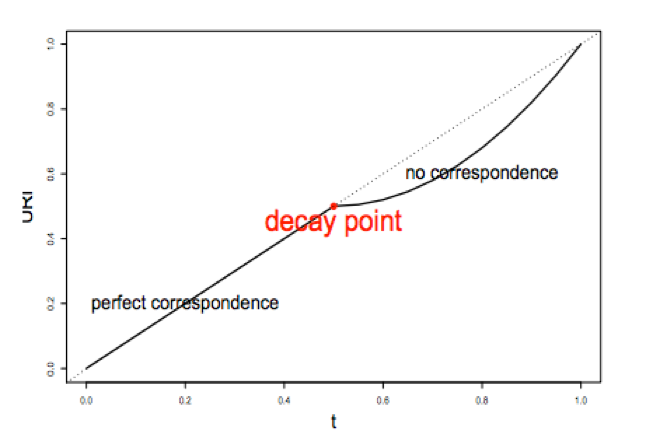 1.0
0.8
no correspondence
0.6
decay point
0.4
perfect correspondence
0.2
0.0
URI
0.0 0.2 0.4 0.6 0.8 1.0
t